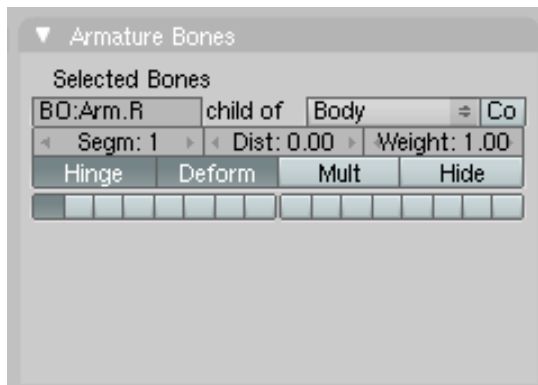 Armature Bones
Selected Bones
BO:Arm.R child of Body Co
Segm: 1 Dist: 0.00 Weight: 1.00
Hinge Deform Mult Hide